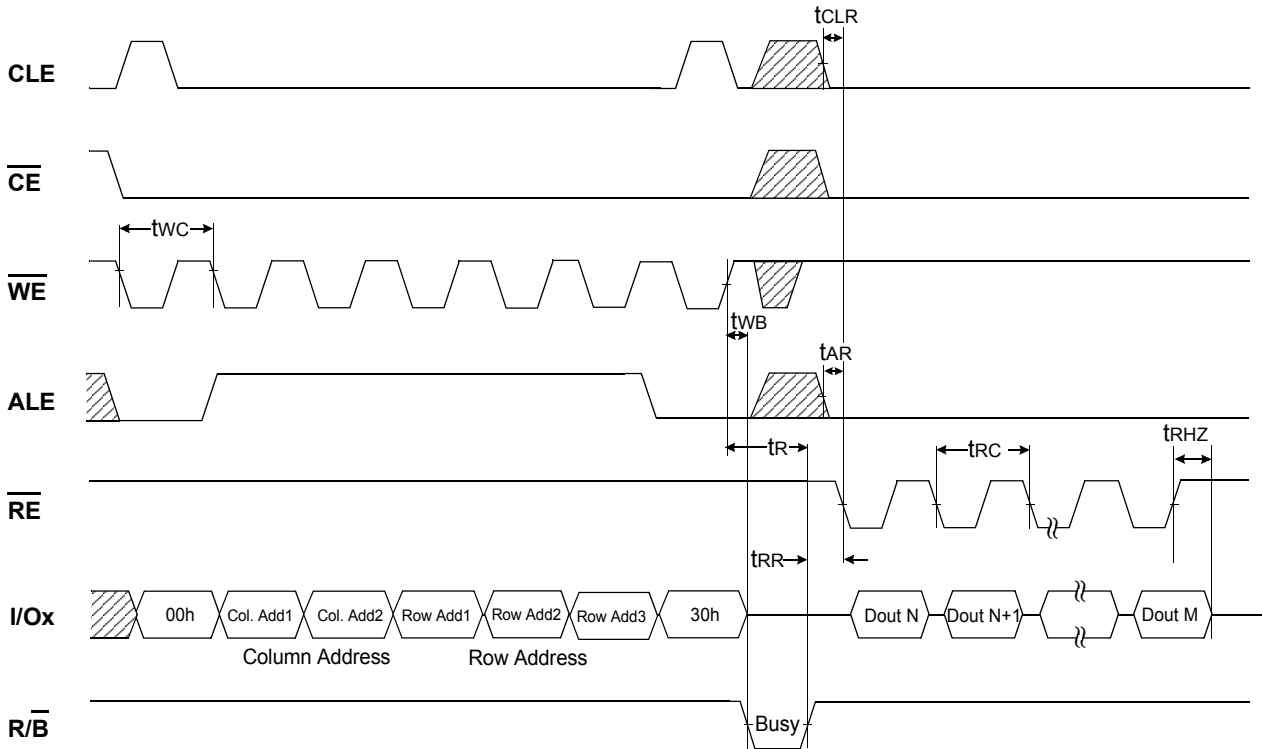 tCLR
CLE
CE
tWC
WE
tWB
tAR
ALE
tR
tRC
tRHZ
RE
tRR
I/Ox
00h
Col. Add1
Col. Add2
Row Add1
Row Add2
Row Add3
30h
Dout N
Dout N+1
Dout M
Column Address
Row Address
R/B
Busy